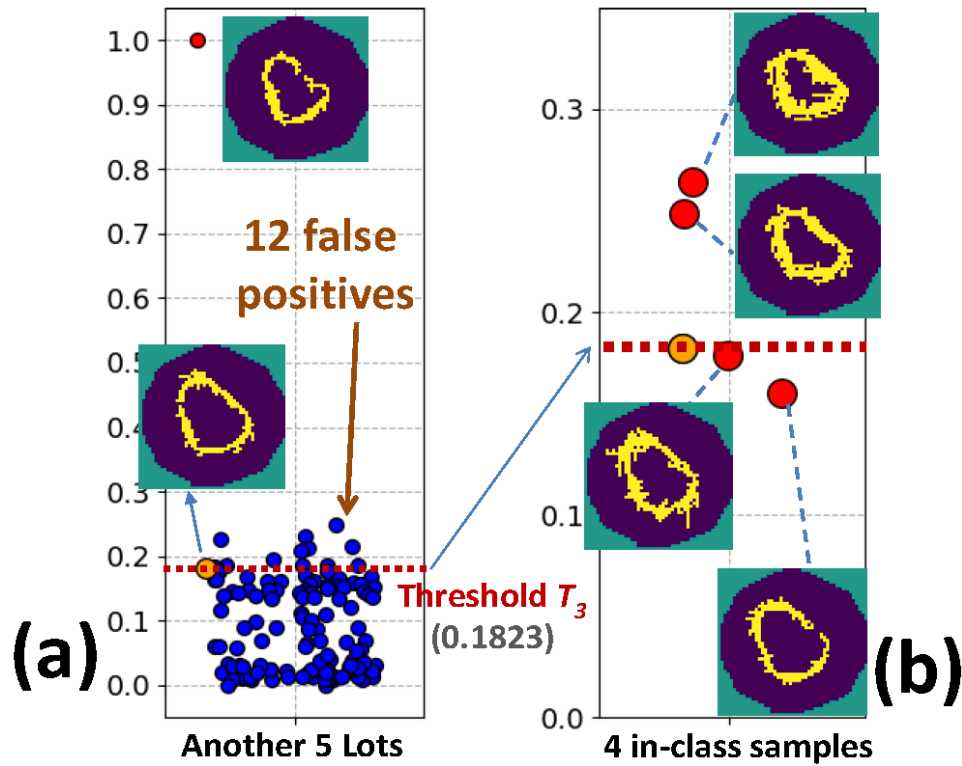 1.0
0.9
0.8
0.7
0.6
0.5
0.4
0.3
0.2
0.1
0.0
12 false
positives
(a)
Another 5 Lots
Threshold T3
(0.1823)
0.3
0.2
0.1
0.0
(b)
4 in-class samples